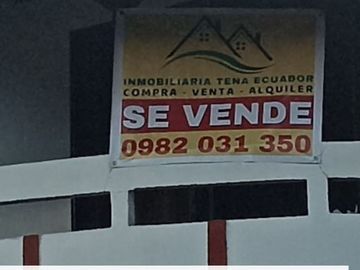 INMOBILIARIA TENA ECUADOR
COMPRA - VENTA - ALQUILER
SE VENDE
0982 031 350